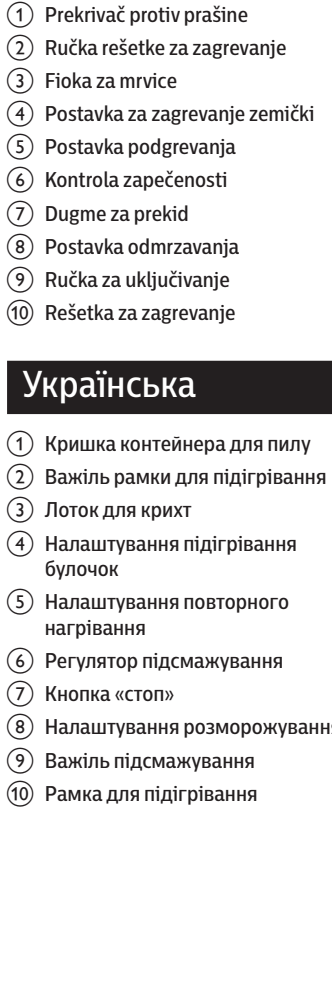 ① Prekrivač protiv prašine
② Ručka rešetke za zagrevanje
③ Fioka za mrvice
④ Postavka za zagrevanje zemički
⑤ Postavka podgrevanja
⑥ Kontrola zapečenosti
⑦ Dugme za prekid
⑧ Postavka odmrzavanja
⑨ Ručka za uključivanje
⑩ Rešetka za zagrevanje
Українська
① Кришка контейнера для пилу
② Важіль рамки для підігрівання
③ Лоток для крихт
④ Налаштування підігрівання
булочок
⑤ Налаштування повторного
нагрівання
⑥ Регулятор підсмажування
⑦ Кнопка «стоп»
⑧ Налаштування розморожування
⑨ Важіль підсмажування
⑩ Рамка для підігрівання